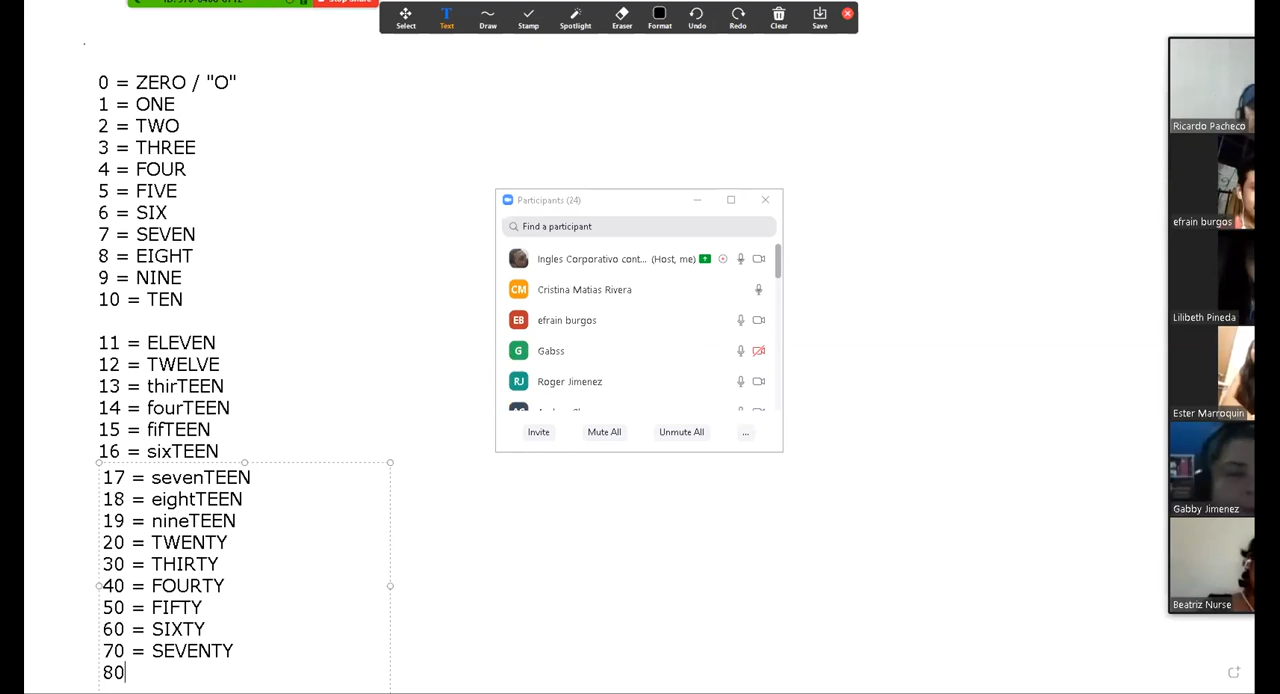 Select
Text
Draw
Stamp
Spotlight
Eraser
Format
Undo
Redo
Clear
Save
0 = ZERO / "O"
1 = ONE
2 = TWO
3 = THREE
4 = FOUR
5 = FIVE
6 = SIX
7 = SEVEN
8 = EIGHT
9 = NINE
10 = TEN
11 = ELEVEN
12 = TWELVE
13 = thirTEEN
14 = fourTEEN
15 = fifTEEN
16 = sixTEEN
17 = sevenTEEN
18 = eightTEEN
19 = nineTEEN
20 = TWENTY
30 = THIRTY
40 = FOURTY
50 = FIFTY
60 = SIXTY
70 = SEVENTY
80
Participants (24)
Find a participant
Ingles Corporativo cont... (Host, me)
CM Cristina Matias Rivera
EB efrain burgos
G Gabss
RJ Roger Jimenez
Invite
Mute All
Unmute All
...
Ricardo Pacheco
efrain burgos
Lilibeth Pineda
Ester Marroquin
Gabby Jimenez
Beatriz Nurse